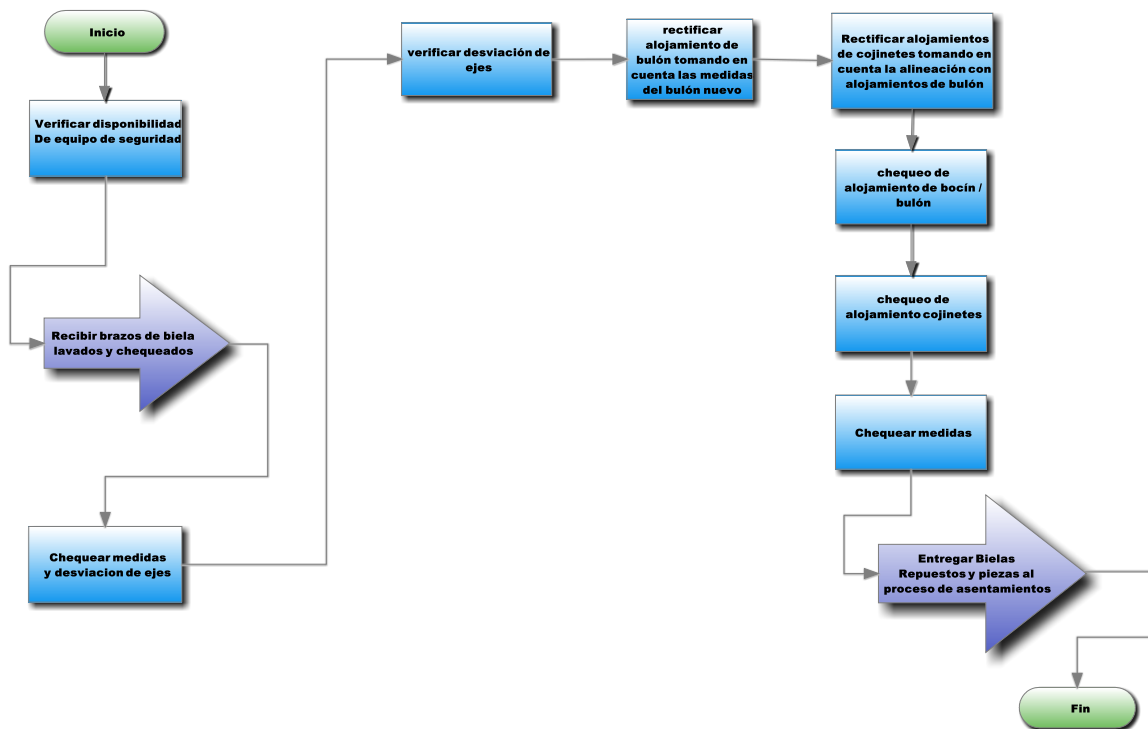 Inicio
Verificar disponibilidad
De equipo de seguridad
Recibir brazos de biela
lavados y chequeados
Chequear medidas
y desviacion de ejes
verificar desviación de
ejes
rectificar
alojamiento de
bulón tomando en
cuenta las medidas
del bulón nuevo
Rectificar alojamientos
de cojinetes tomando en
cuenta la alineación con
alojamientos de bulón
chequeo de
alojamiento de bocín /
bulón
chequeo de
alojamiento cojinetes
Chequear medidas
Entregar Bielas
Repuestos y piezas al
proceso de asentamientos
Fin